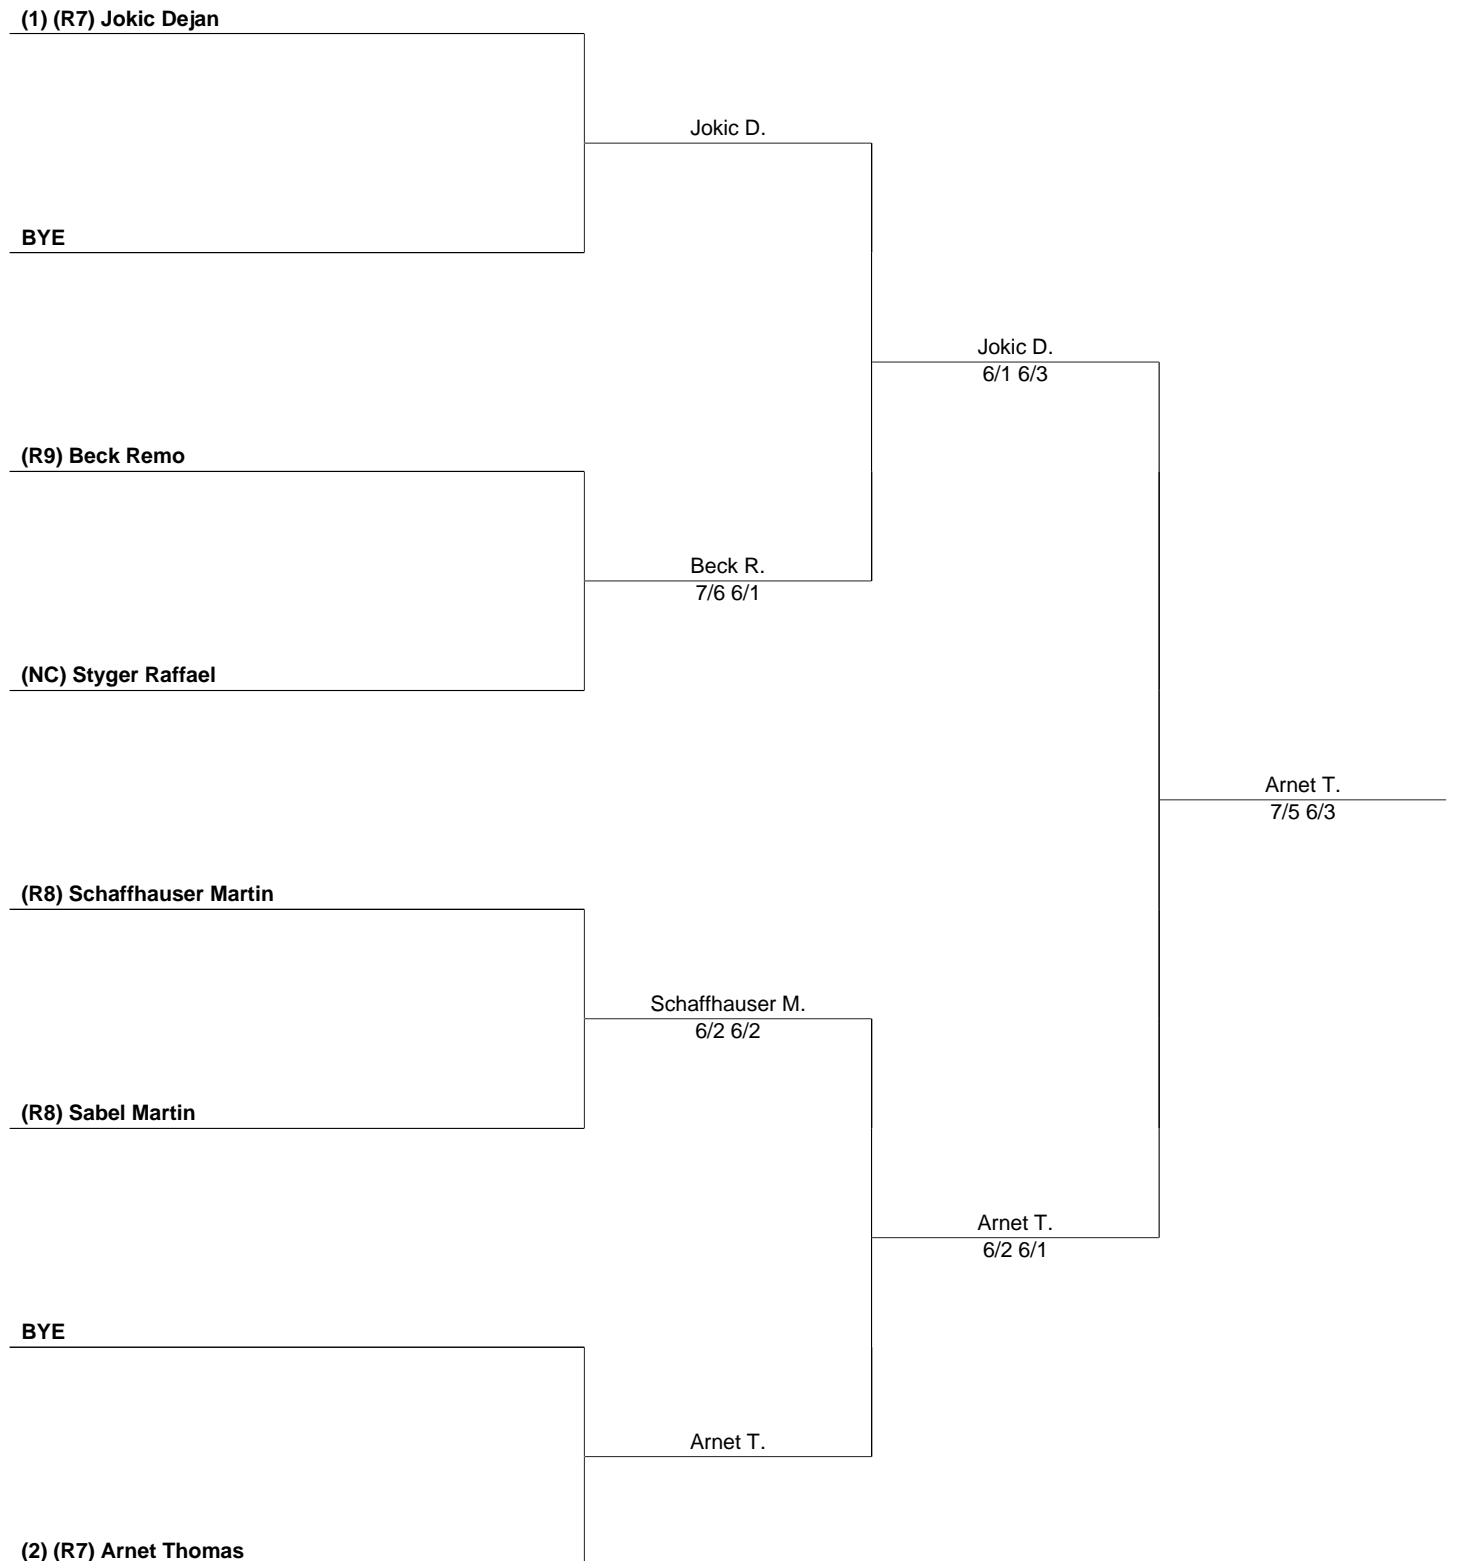 (1) (R7) Jokic Dejan
Jokic D.
BYE
Jokic D.
6/1 6/3
(R9) Beck Remo
Beck R.
7/6 6/1
(NC) Styger Raffael
Arnet T.
7/5 6/3
(R8) Schaffhauser Martin
Schaffhauser M.
6/2 6/2
(R8) Sabel Martin
Arnet T.
6/2 6/1
BYE
Arnet T.
(2) (R7) Arnet Thomas